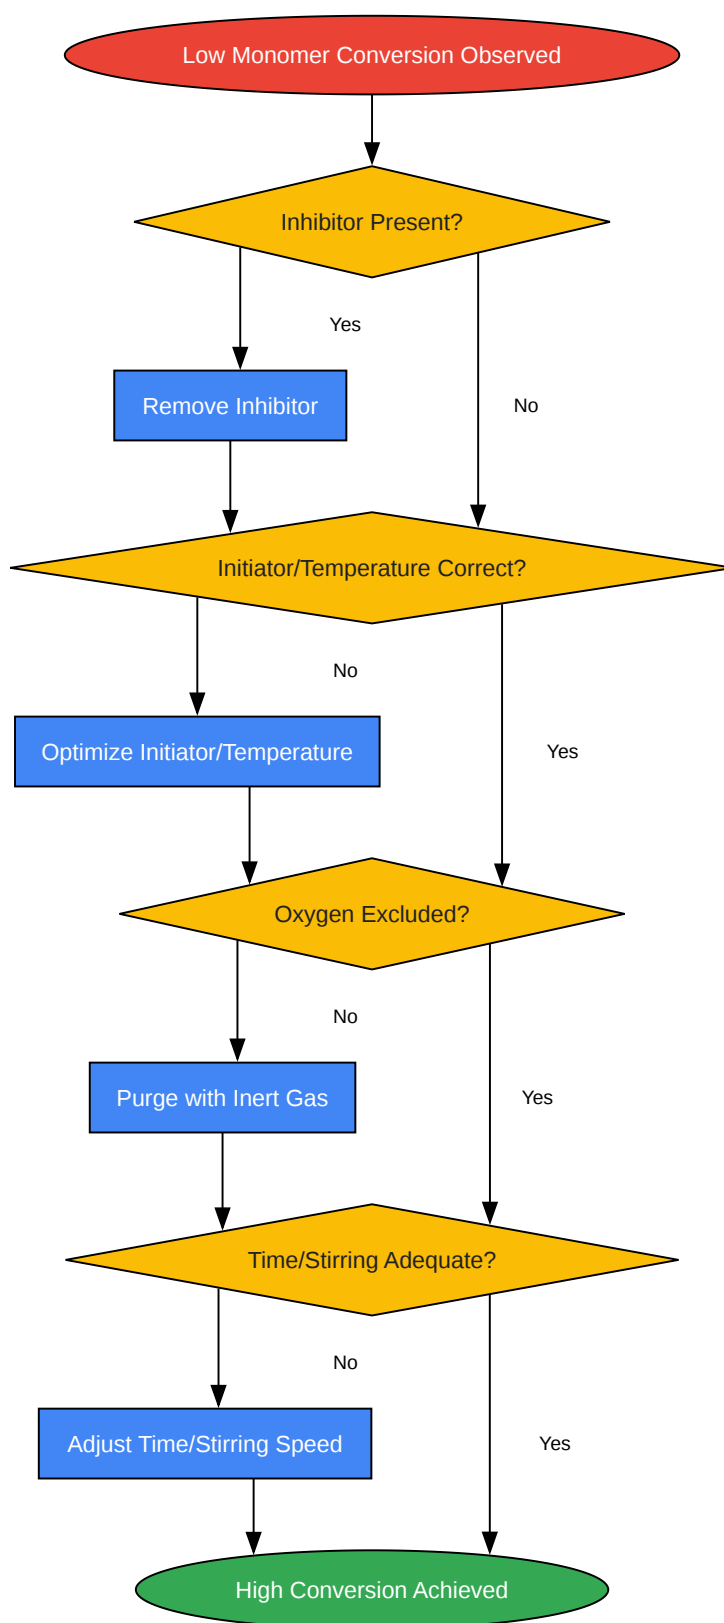 Low Monomer Conversion Observed
Inhibitor Present?
Yes
Remove Inhibitor
No
Initiator/Temperature Correct?
No
Optimize Initiator/Temperature
Yes
Oxygen Excluded?
No
Purge with Inert Gas
Yes
Time/Stirring Adequate?
No
Adjust Time/Stirring Speed
Yes
High Conversion Achieved